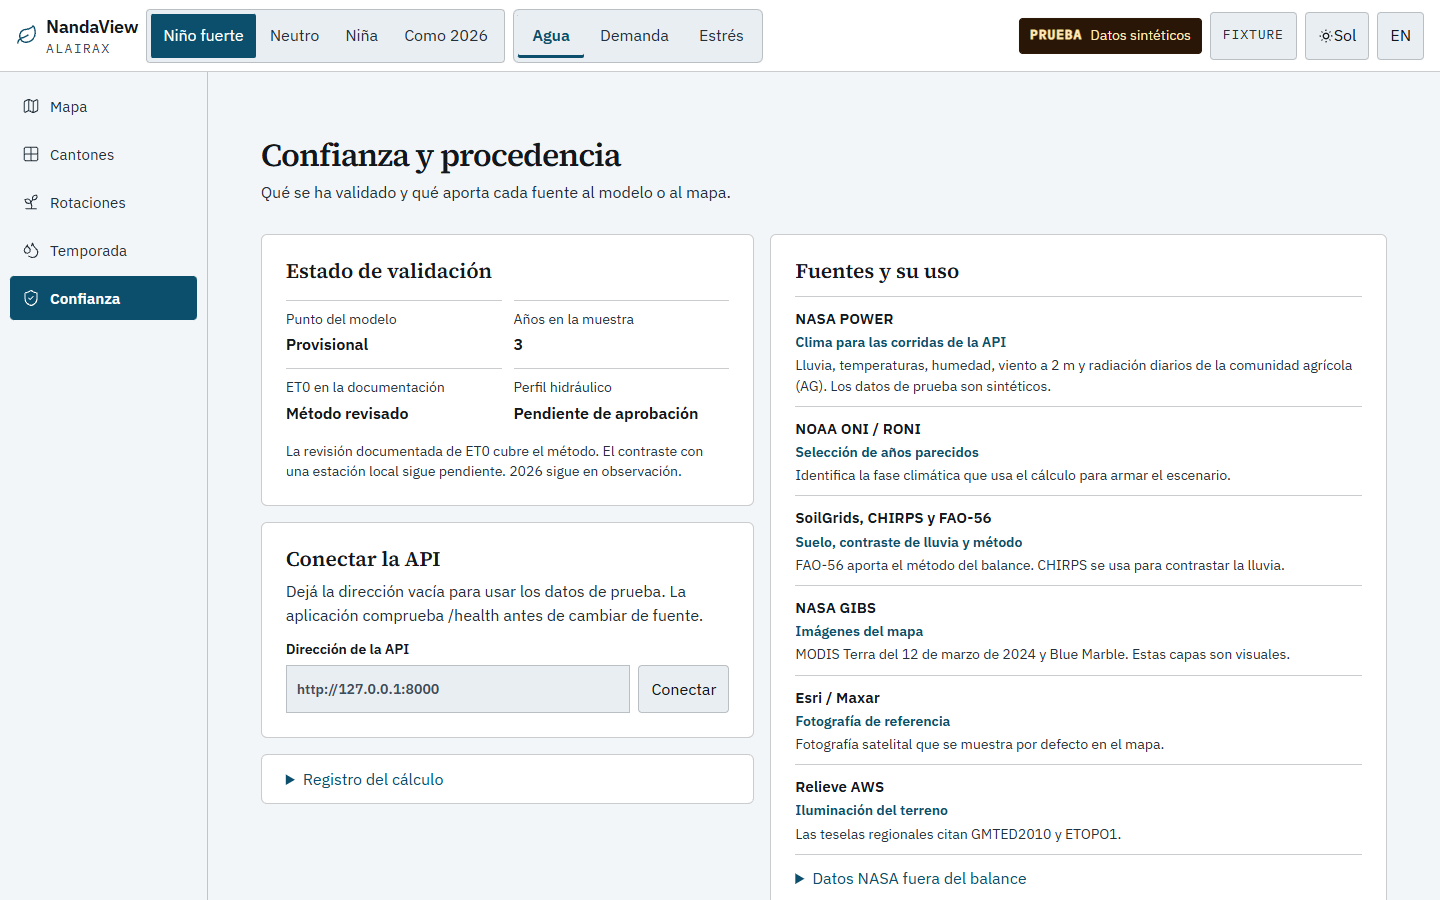 NandaView
ALAIRAX
Niño fuerte
Neutro
Niña
Como 2026
Agua
Demanda
Estrés
PRUEBA Datos sintéticos
FIXTURE
Sol
EN
Mapa
Cantones
Rotaciones
Temporada
Confianza
Confianza y procedencia
Qué se ha validado y qué aporta cada fuente al modelo o al mapa.
Estado de validación
Punto del modelo
Provisional
Años en la muestra
3
ET0 en la documentación
Método revisado
Perfil hidráulico
Pendiente de aprobación
La revisión documentada de ET0 cubre el método. El contraste con
una estación local sigue pendiente. 2026 sigue en observación.
Conectar la API
Dejá la dirección vacía para usar los datos de prueba. La
aplicación comprueba /health antes de cambiar de fuente.
Dirección de la API
http://127.0.0.1:8000
Conectar
Registro del cálculo
Fuentes y su uso
NASA POWER
Clima para las corridas de la API
Lluvia, temperaturas, humedad, viento a 2 m y radiación diarios de la comunidad agrícola
(AG). Los datos de prueba son sintéticos.
NOAA ONI / RONI
Selección de años parecidos
Identifica la fase climática que usa el cálculo para armar el escenario.
SoilGrids, CHIRPS y FAO-56
Suelo, contraste de lluvia y método
FAO-56 aporta el método del balance. CHIRPS se usa para contrastar la lluvia.
NASA GIBS
Imágenes del mapa
MODIS Terra del 12 de marzo de 2024 y Blue Marble. Estas capas son visuales.
Esri / Maxar
Fotografía de referencia
Fotografía satelital que se muestra por defecto en el mapa.
Relieve AWS
Iluminación del terreno
Las teselas regionales citan GMTED2010 y ETOPO1.
Datos NASA fuera del balance